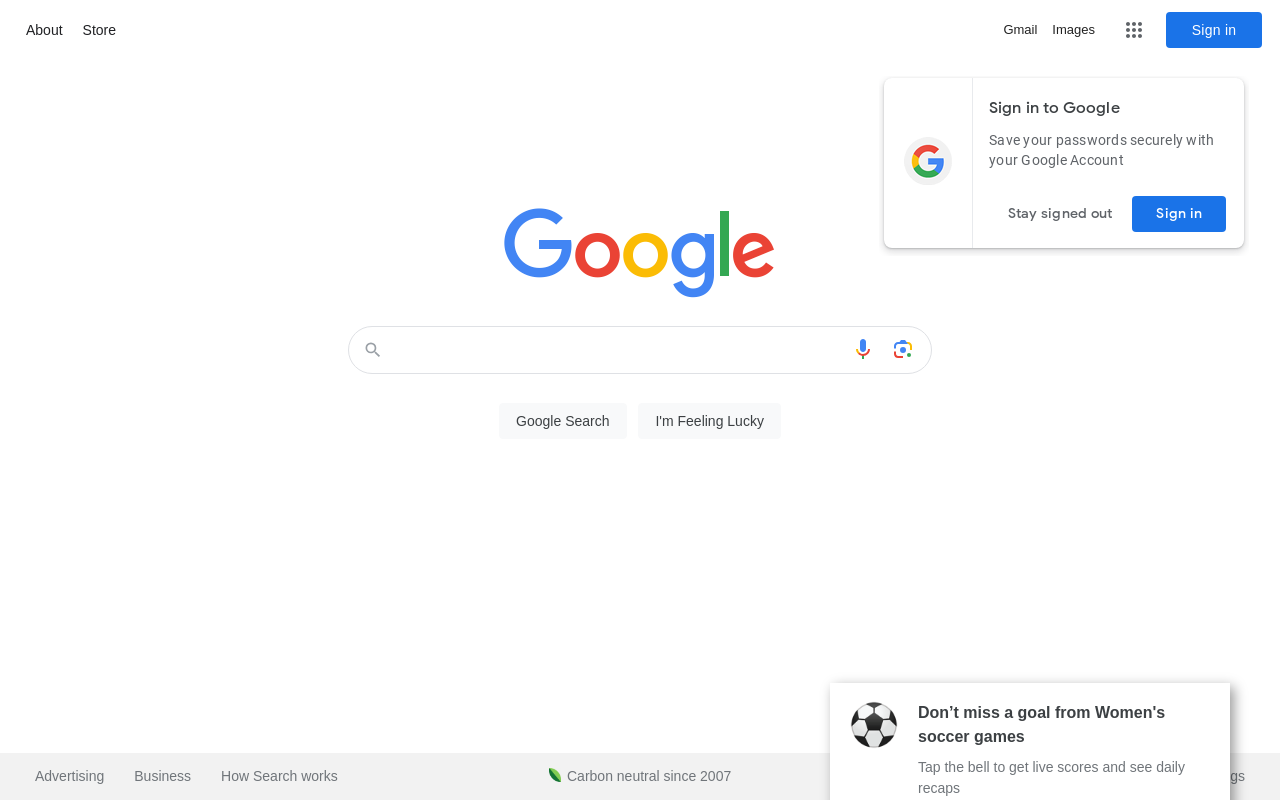 About Store
Gmail Images
Sign in
Sign in to Google
Save your passwords securely with
your Google Account
Stay signed out
Sign in
Google
Google Search
I'm Feeling Lucky
Don’t miss a goal from Women's
soccer games
Tap the bell to get live scores and see daily
recaps
Advertising Business How Search works
Carbon neutral since 2007